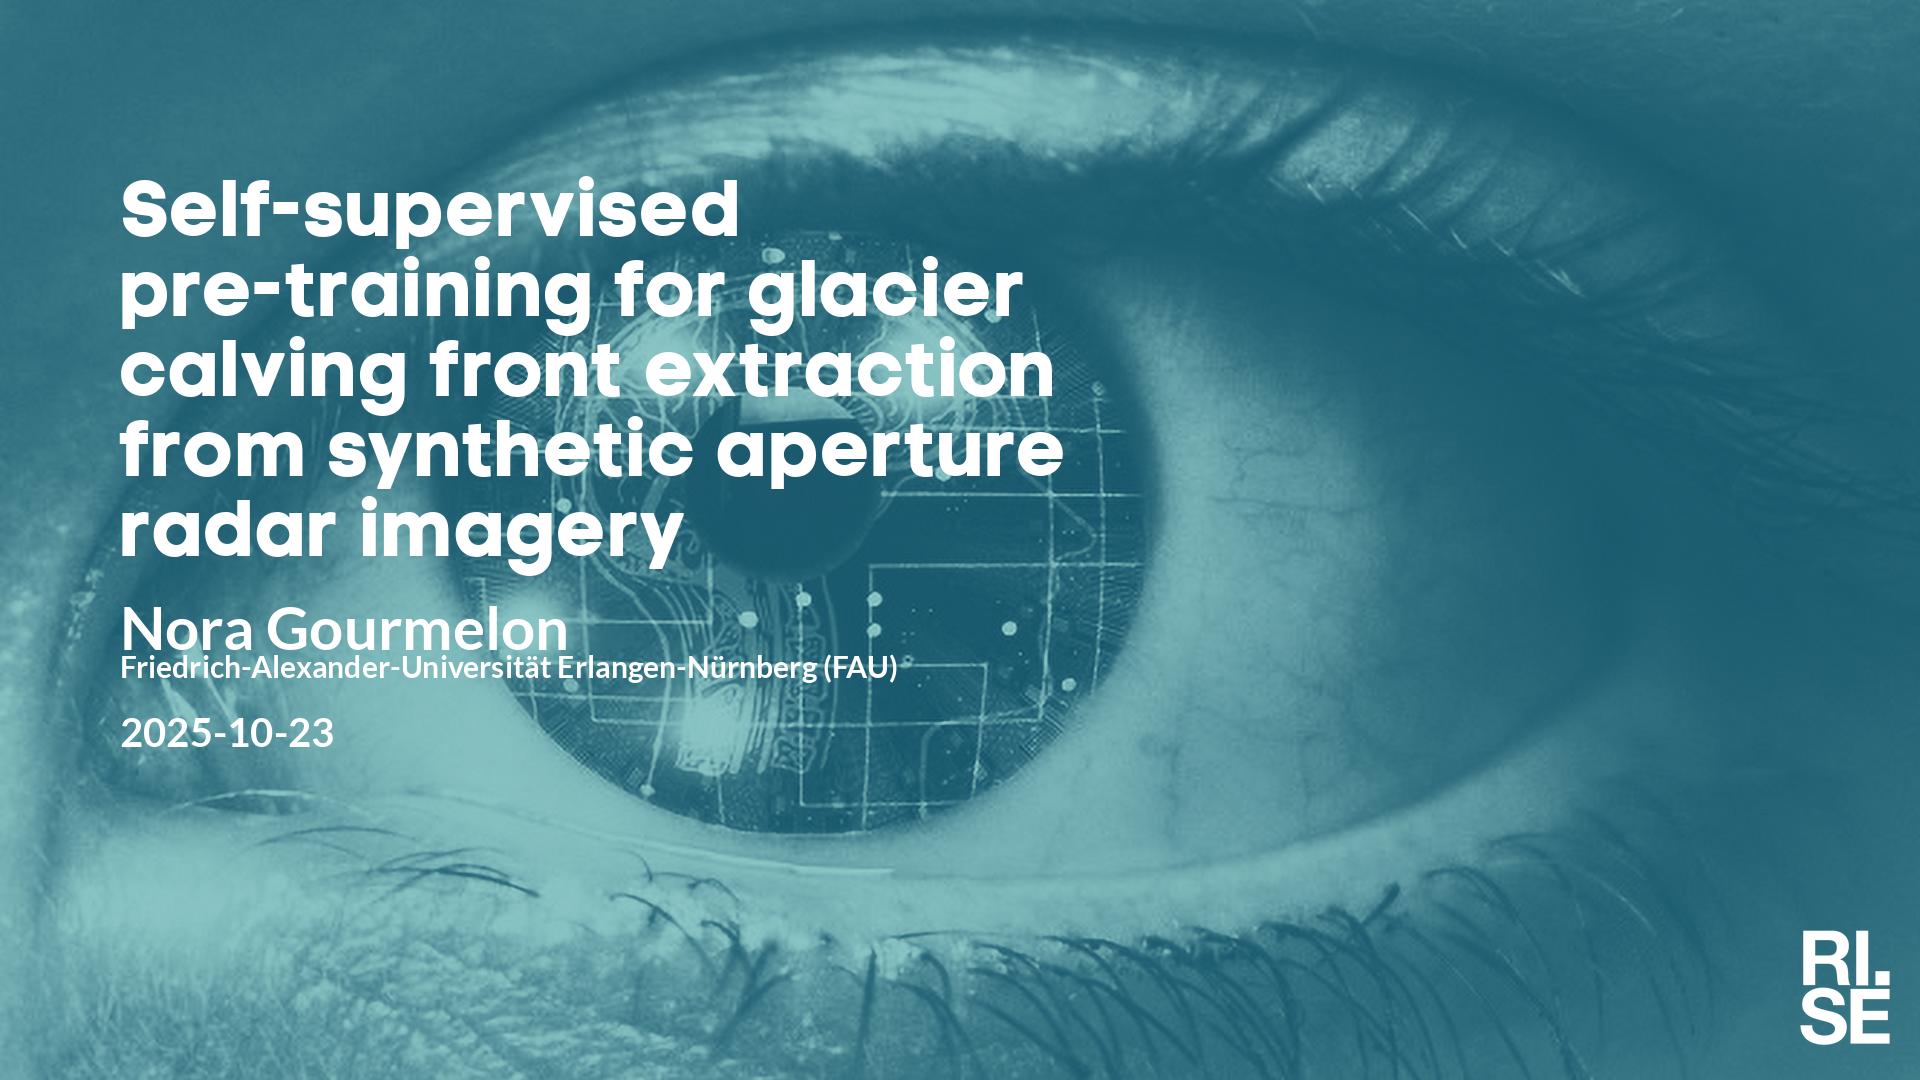 Self-supervised
pre-training for glacier
calving front extraction
from synthetic aperture
radar imagery
Nora Gourmelon
Friedrich-Alexander-Universität Erlangen-Nürnberg (FAU)
2025-10-23
RI.
SE